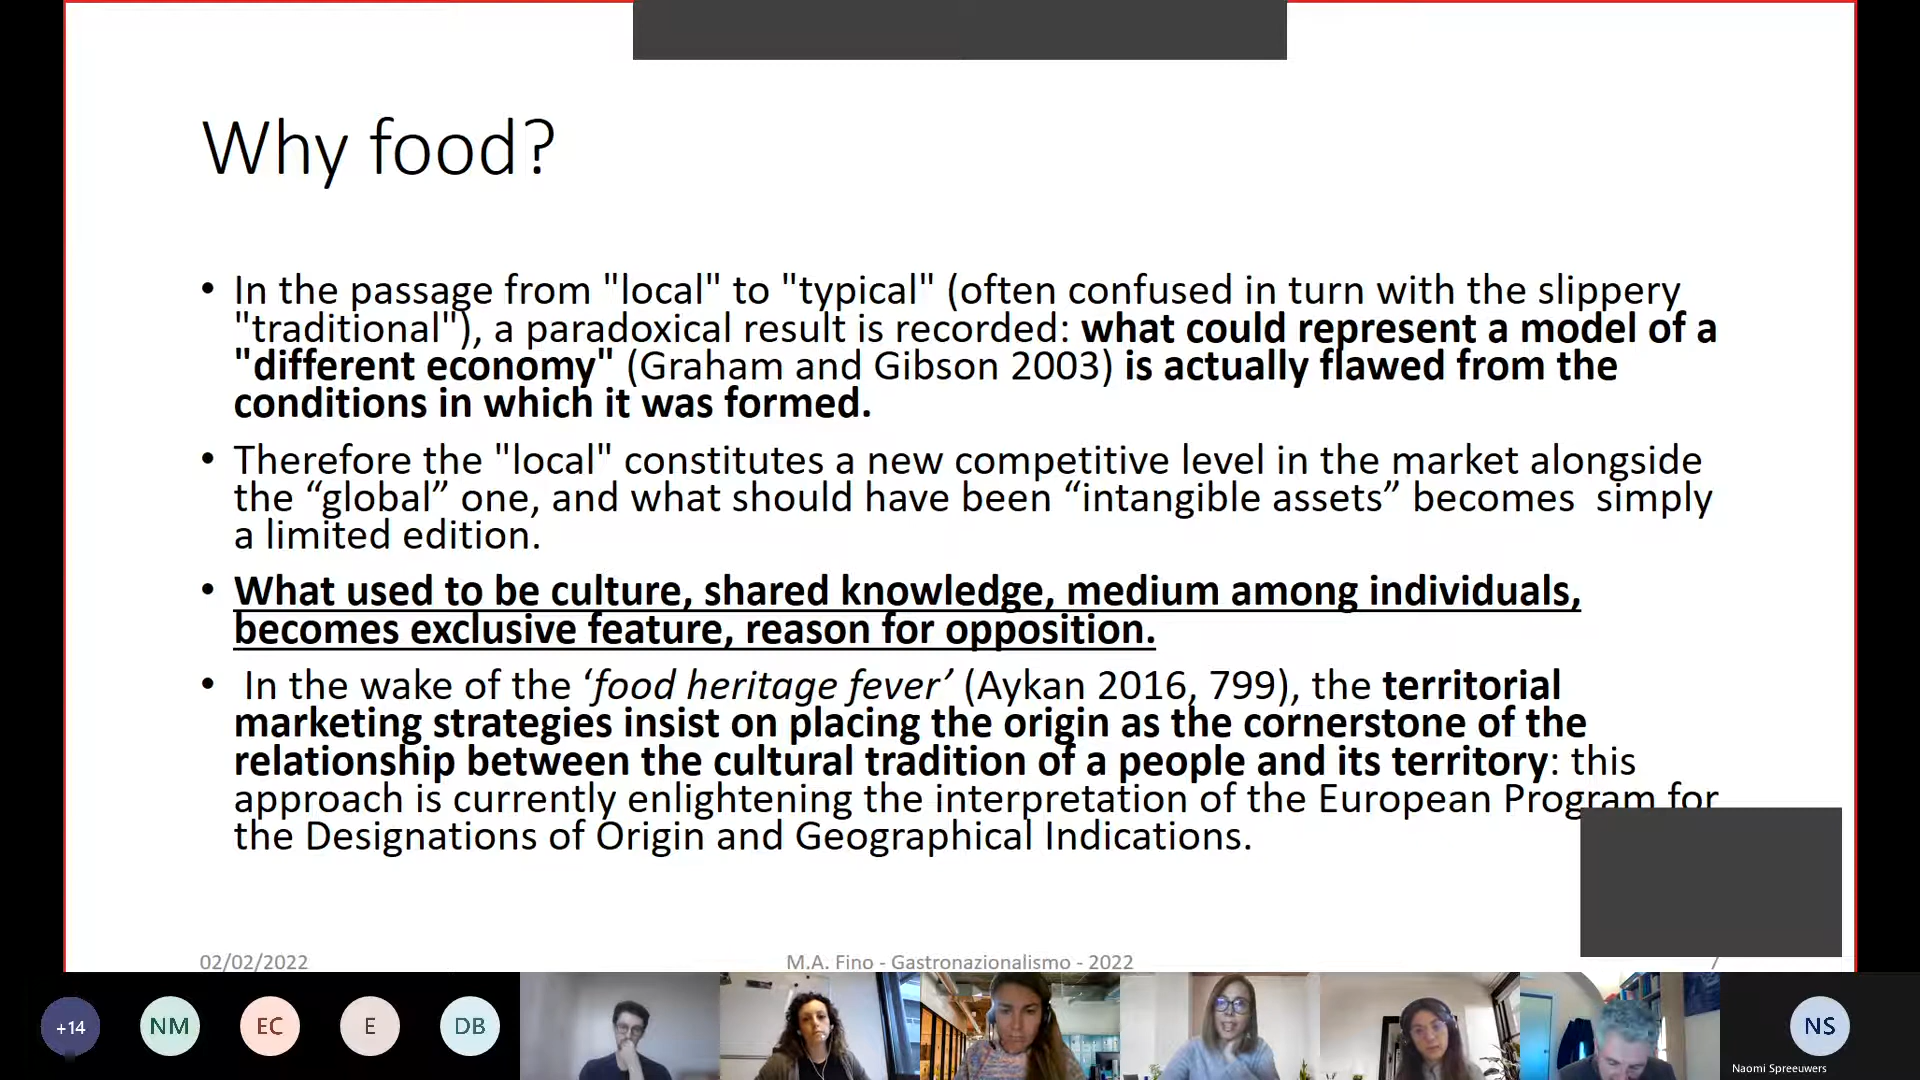 Why food?
• In the passage from "local" to "typical" (often confused in turn with the slippery
"traditional"), a paradoxical result is recorded: what could represent a model of a
"different economy" (Graham and Gibson 2003) is actually flawed from the
conditions in which it was formed.
• Therefore the "local" constitutes a new competitive level in the market alongside
the “global” one, and what should have been “intangible assets” becomes  simply
a limited edition.
• What used to be culture, shared knowledge, medium among individuals,
becomes exclusive feature, reason for opposition.
• In the wake of the ‘food heritage fever’ (Aykan 2016, 799), the territorial
marketing strategies insist on placing the origin as the cornerstone of the
relationship between the cultural tradition of a people and its territory: this
approach is currently enlightening the interpretation of the European Program for
the Designations of Origin and Geographical Indications.
02/02/2022 M.A. Fino - Gastronazionalismo - 2022 7
+14 NM EC E DB NS
Naomi Spreeuwers